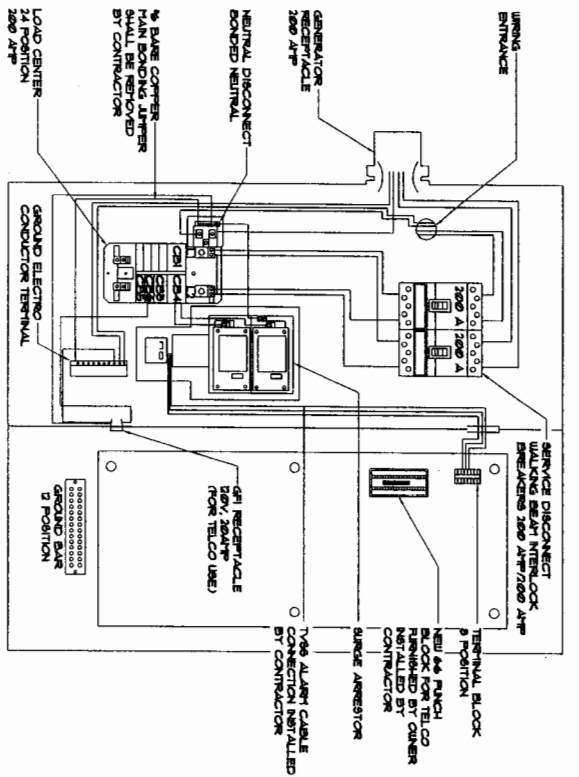 WIRING
ENTRANCE
GENERATOR
RECEPTACLE
200 AMP
NEUTRAL DISCONNECT
BONDED NEUTRAL
#6 BARE COPPER
MAIN BONDING JUMPER
SHALL BE REMOVED
BY CONTRACTOR
LOAD CENTER
24 POSITION
200 AMP
GROUND ELECTRO
CONDUCTOR TERMINAL
CB1
CB4
CB3
200 A
200 A
SERVICE DISCONNECT
WALKING BEAM INTERLOCK
BREAKERS 200 AMP/200 AMP
TERMINAL BLOCK
8 POSITION
NEW 66 PUNCH
BLOCK FOR TELCO
FURNISHED BY OWNER
INSTALLED BY
CONTRACTOR
SURGE ARRESTOR
TVSS ALARM CABLE
CONNECTION INSTALLED
BY CONTRACTOR
GFI RECEPTACLE
120V, 20AMP
(FOR TELCO USE)
GROUND BAR
12 POSITION